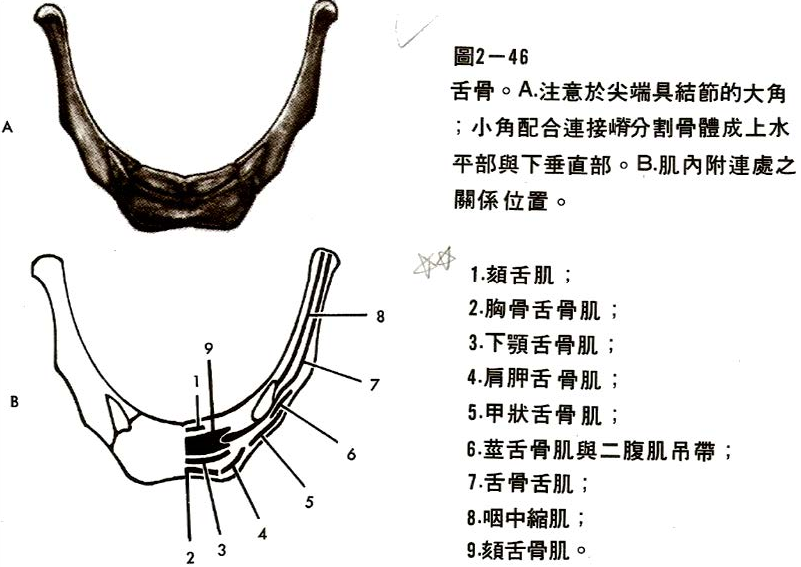 圖2-46
A
舌骨。A.注意於尖端具結節的大角
；小角配合連接嵴分割骨體成上水
平部與下垂直部。B.肌內附連處之
關係位置。
B
1.頦舌肌；
2.胸骨舌骨肌；
3.下顎舌骨肌；
4.肩胛舌骨肌；
5.甲狀舌骨肌；
6.莖舌骨肌與二腹肌吊帶；
7.舌骨舌肌；
8.咽中縮肌；
9.頦舌骨肌。
8
9
7
1
6
5
4
3
2